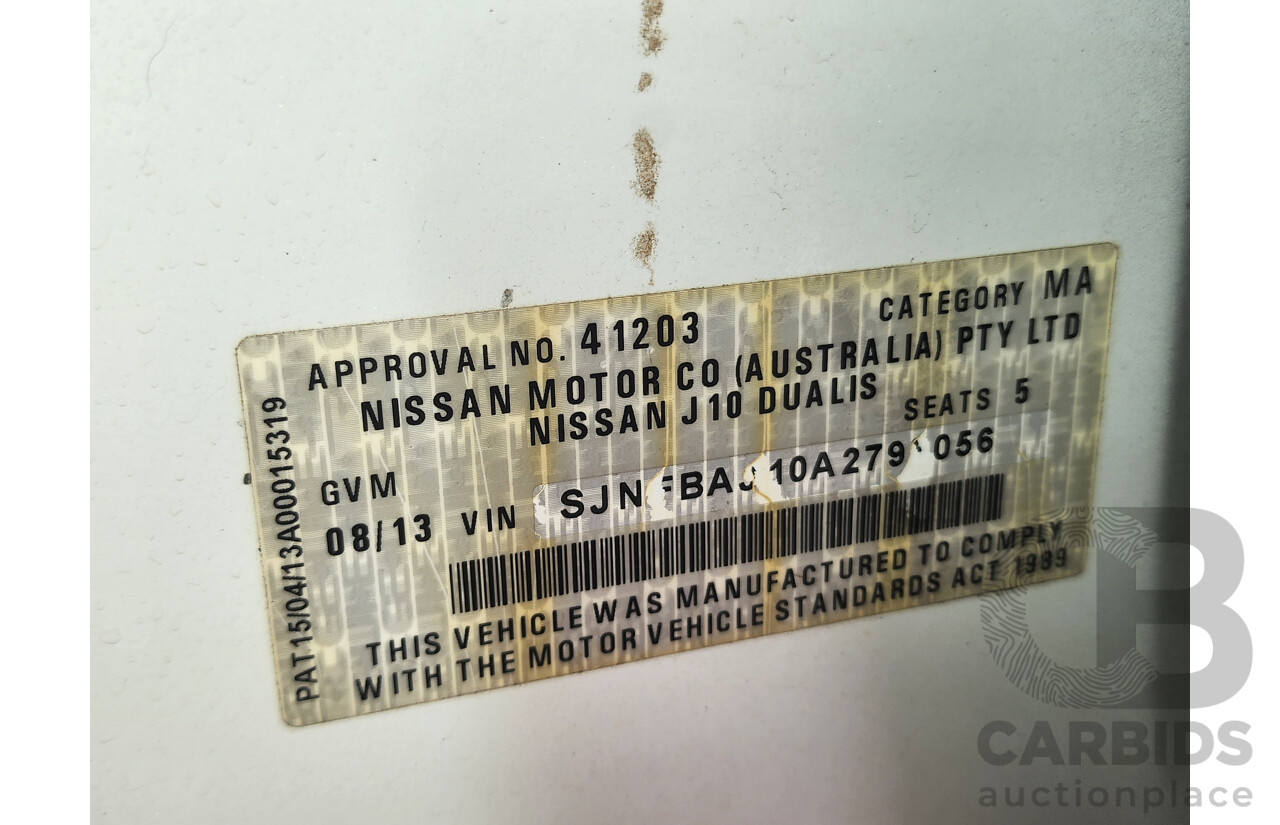 APPROVAL NO. 41203 CATEGORY MA
NISSAN MOTOR CO (AUSTRALIA) PTY LTD
NISSAN J10 DUALIS
SEATS 5
GVM
08/13 VIN
THIS VEHICLE WAS MANUFACTURED TO COMPLY
WITH THE MOTOR VEHICLE STANDARDS ACT 1989
PAT15/04/13A00015319
CARBIDS
auctionplace